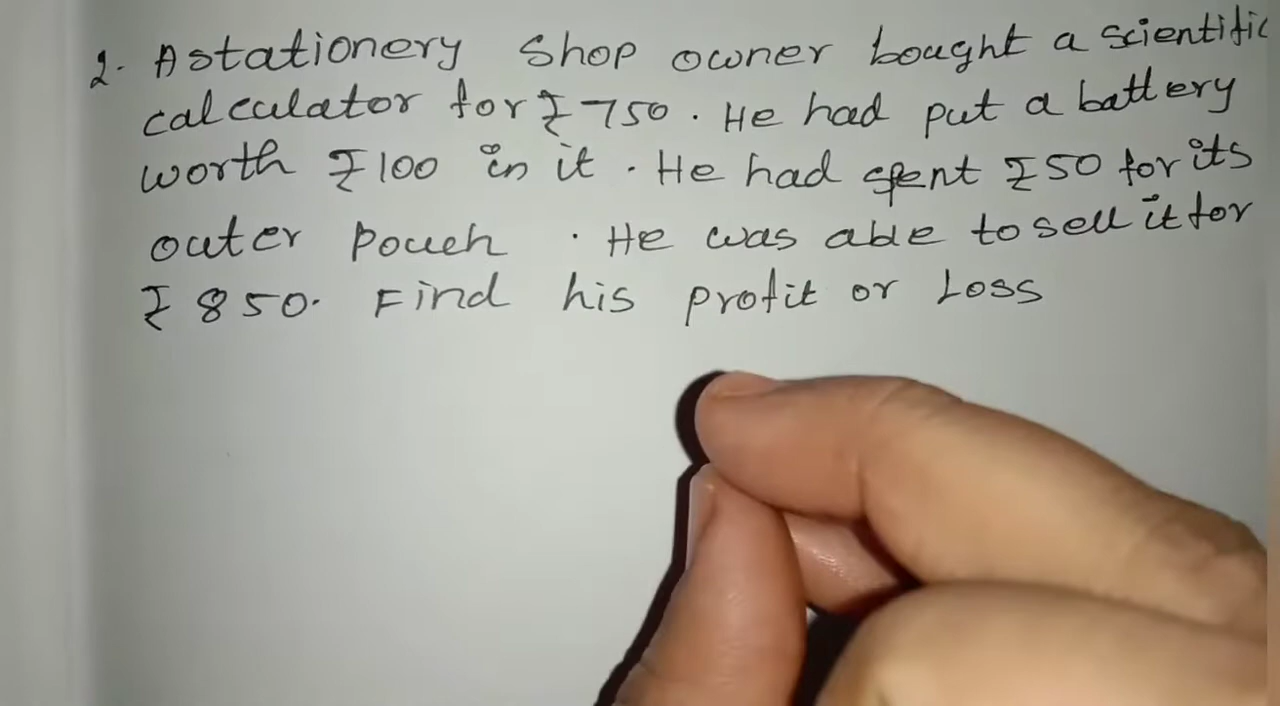 2. A stationery shop owner bought a scientific
calculator for ₹ 750. He had put a battery
worth ₹ 100 in it. He had spent ₹ 50 for its
outer pouch. He was able to sell it for
₹ 850. Find his profit or Loss